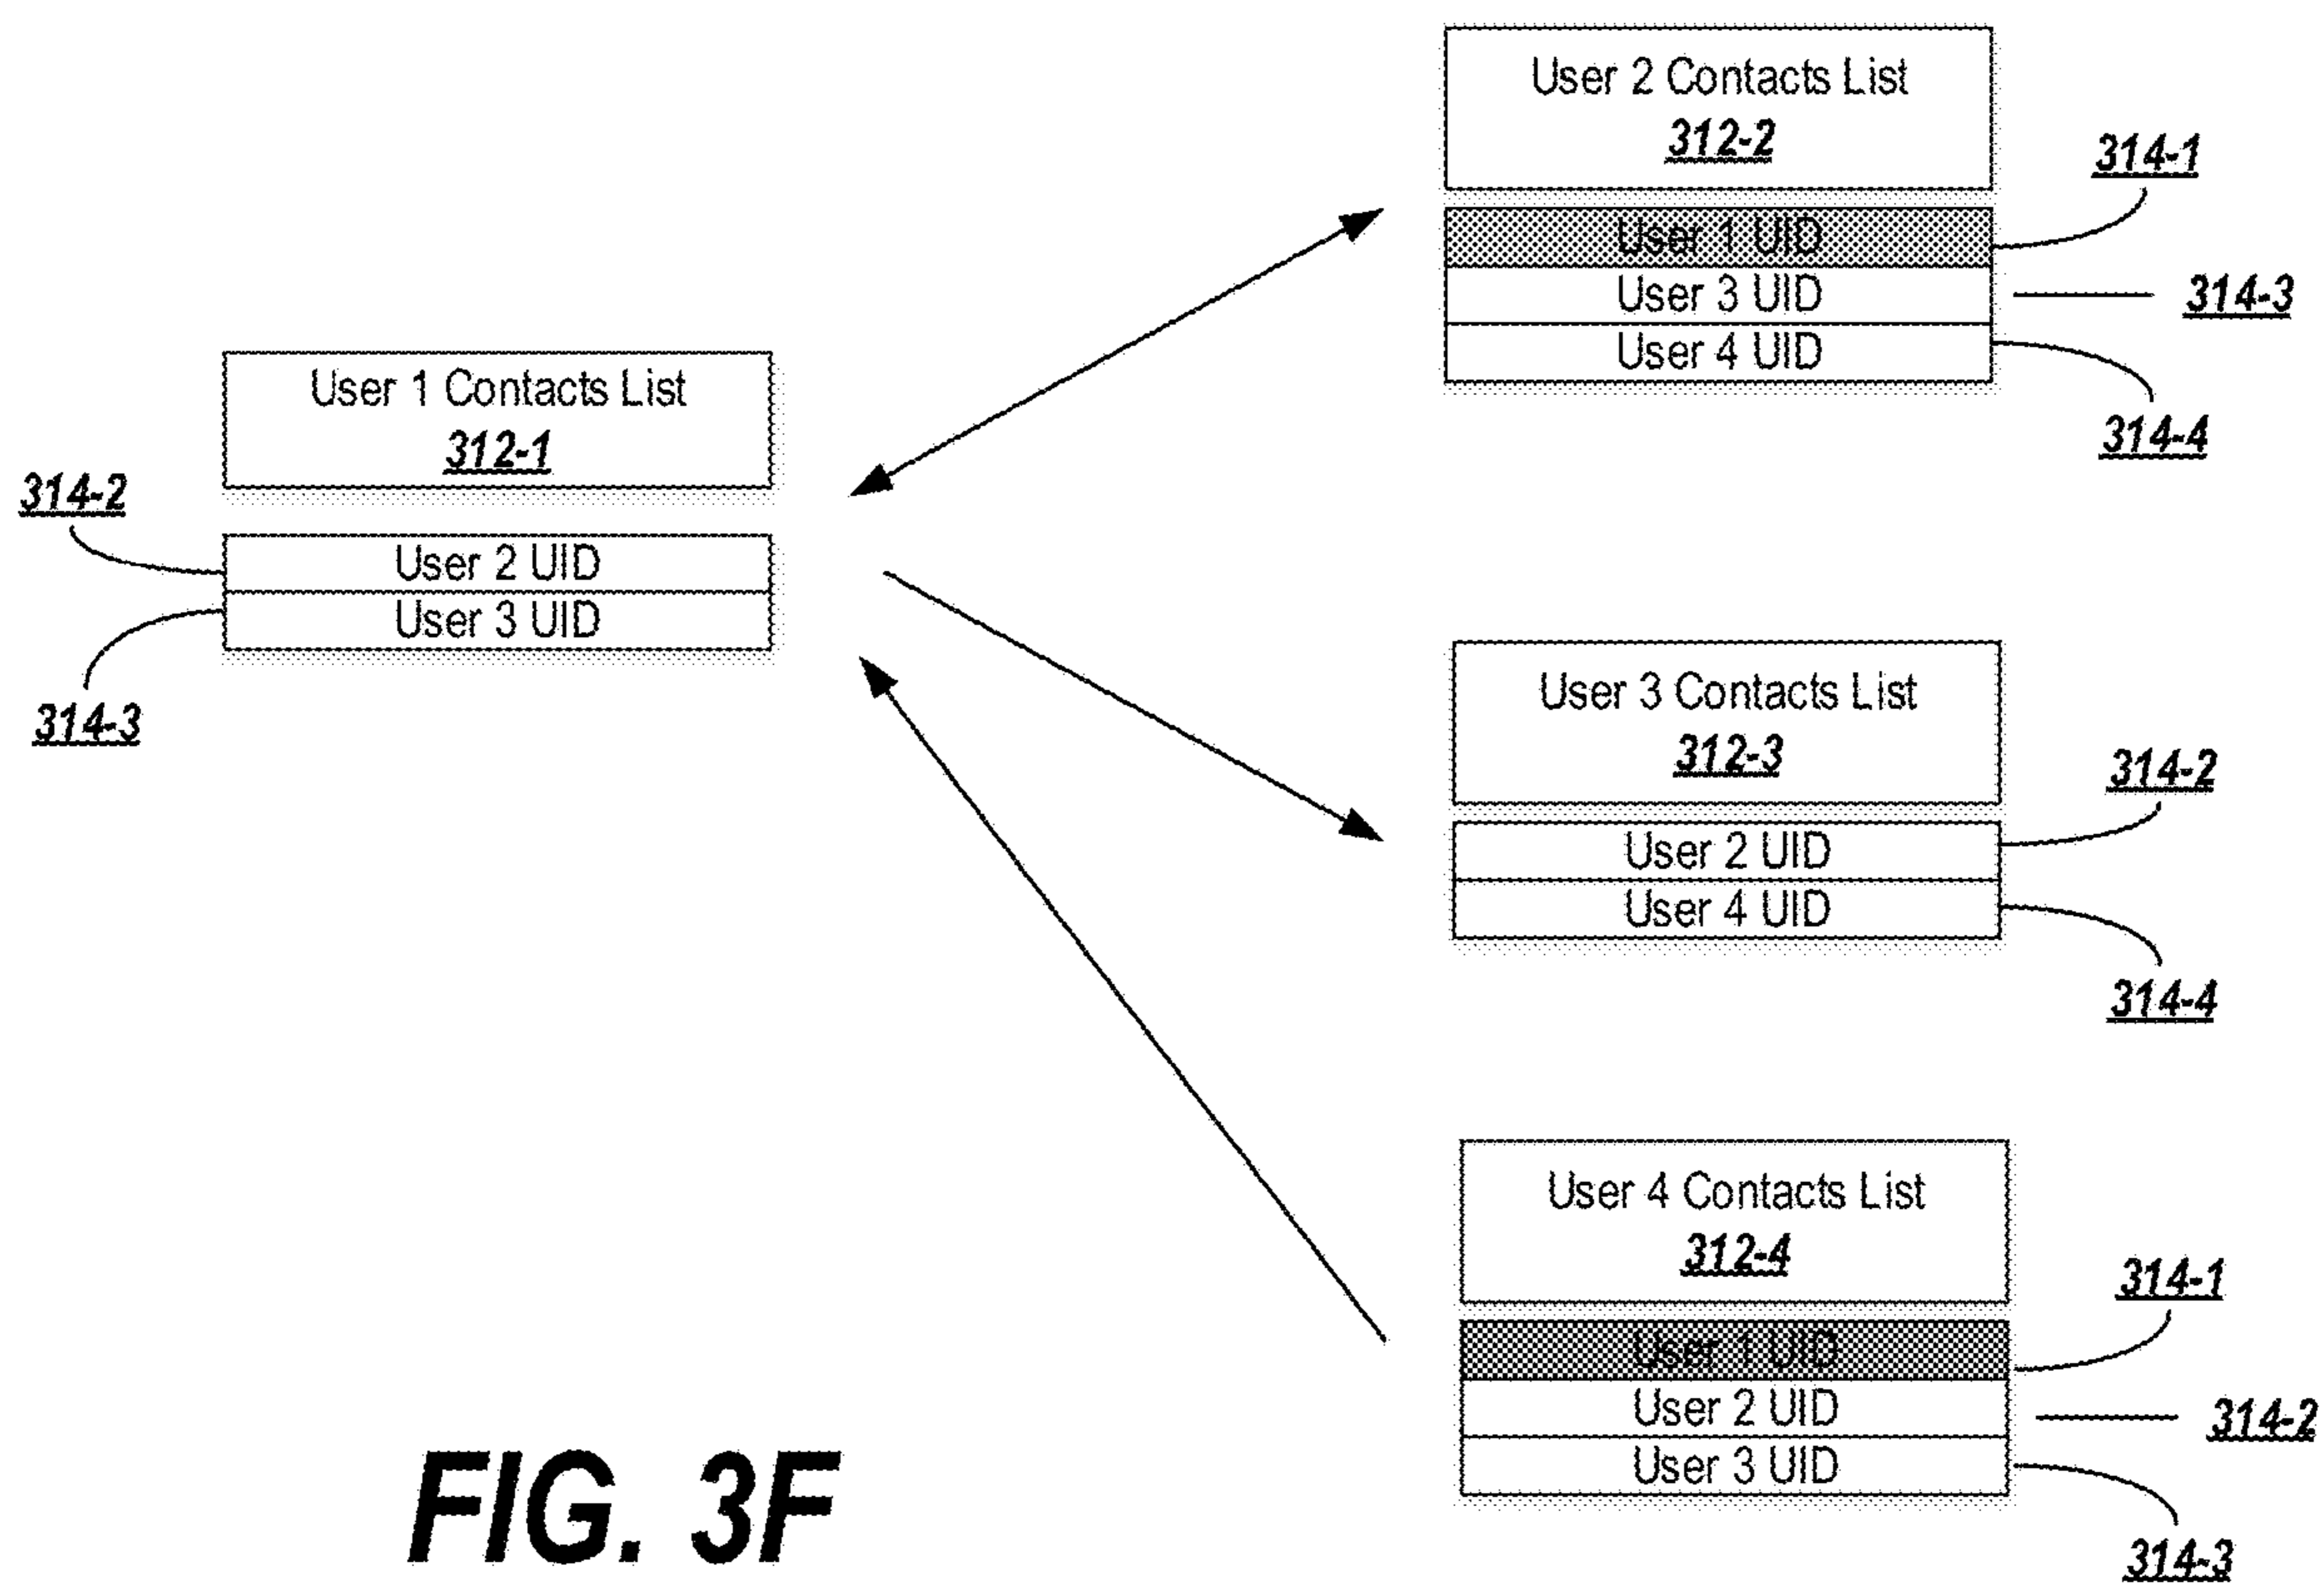 User 2 Contacts List
312-2
314-1
User 1 UID
User 3 UID
314-3
User 4 UID
314-4
User 1 Contacts List
312-1
314-2
User 2 UID
User 3 UID
314-3
User 3 Contacts List
312-3
314-2
User 2 UID
User 4 UID
314-4
User 4 Contacts List
312-4
314-1
User 1 UID
User 2 UID
314-2
User 3 UID
314-3
FIG. 3F